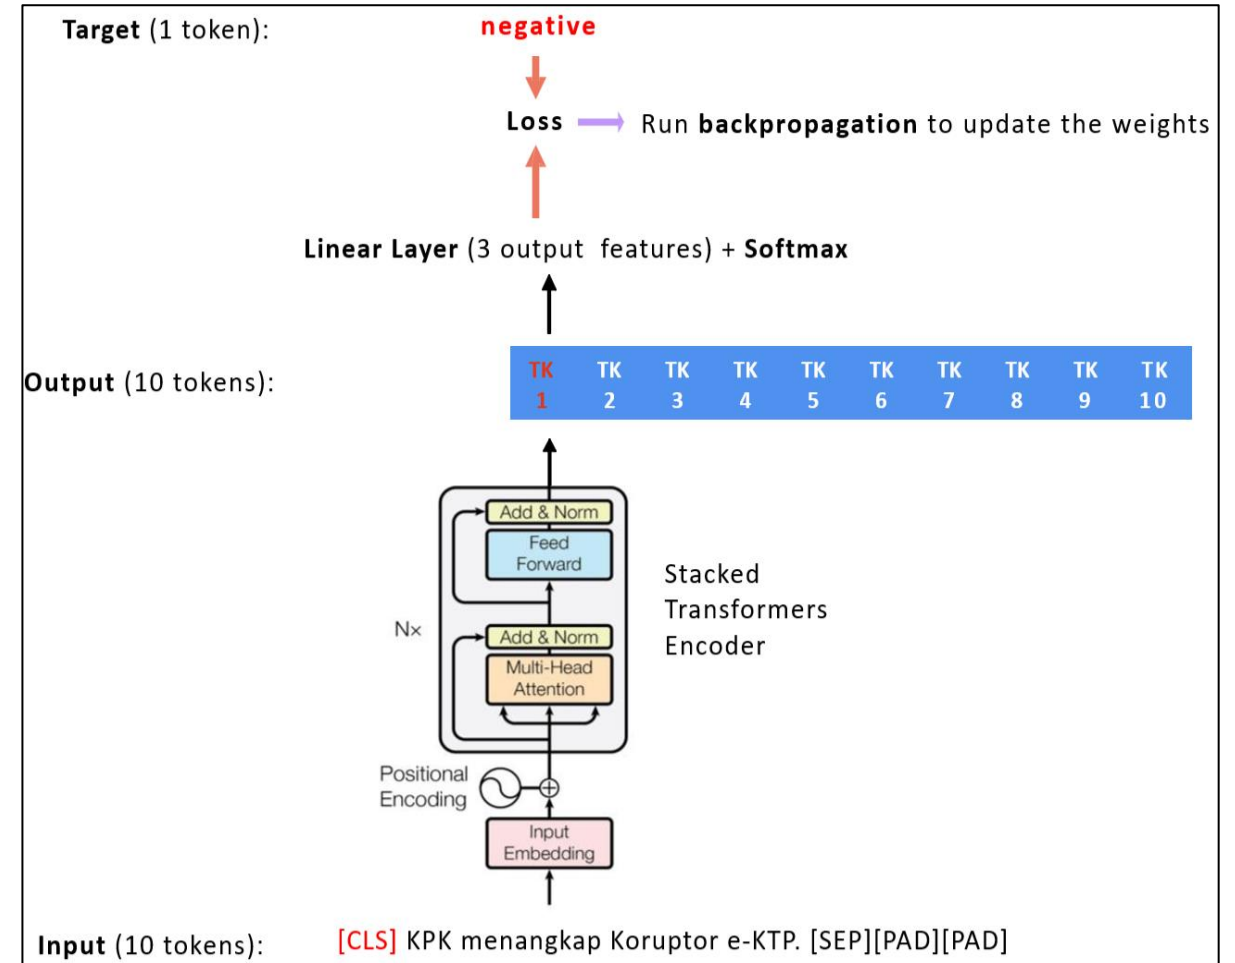 Target (1 token):
negative
Loss
Run backpropagation to update the weights
Linear Layer (3 output features) + Softmax
Output (10 tokens):
TK TK TK TK TK TK TK TK TK TK
1 2 3 4 5 6 7 8 9 10
Add & Norm
Feed
Forward
Nx
Add & Norm
Multi-Head
Attention
Stacked
Transformers
Encoder
Positional
Encoding
Input
Embedding
Input (10 tokens):
[CLS] KPK menangkap Koruptor e-KTP. [SEP][PAD][PAD]